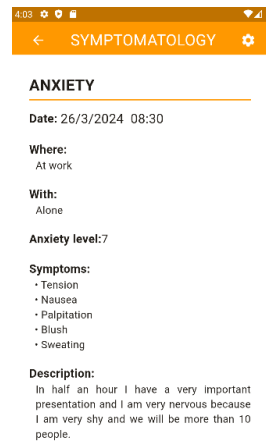 4:03
SYMPTOMATOLOGY
ANXIETY
Date: 26/3/2024 08:30
Where:
At work
With:
Alone
Anxiety level:7
Symptoms:
• Tension
• Nausea
• Palpitation
• Blush
• Sweating
Description:
In half an hour I have a very important
presentation and I am very nervous because
I am very shy and we will be more than 10
people.